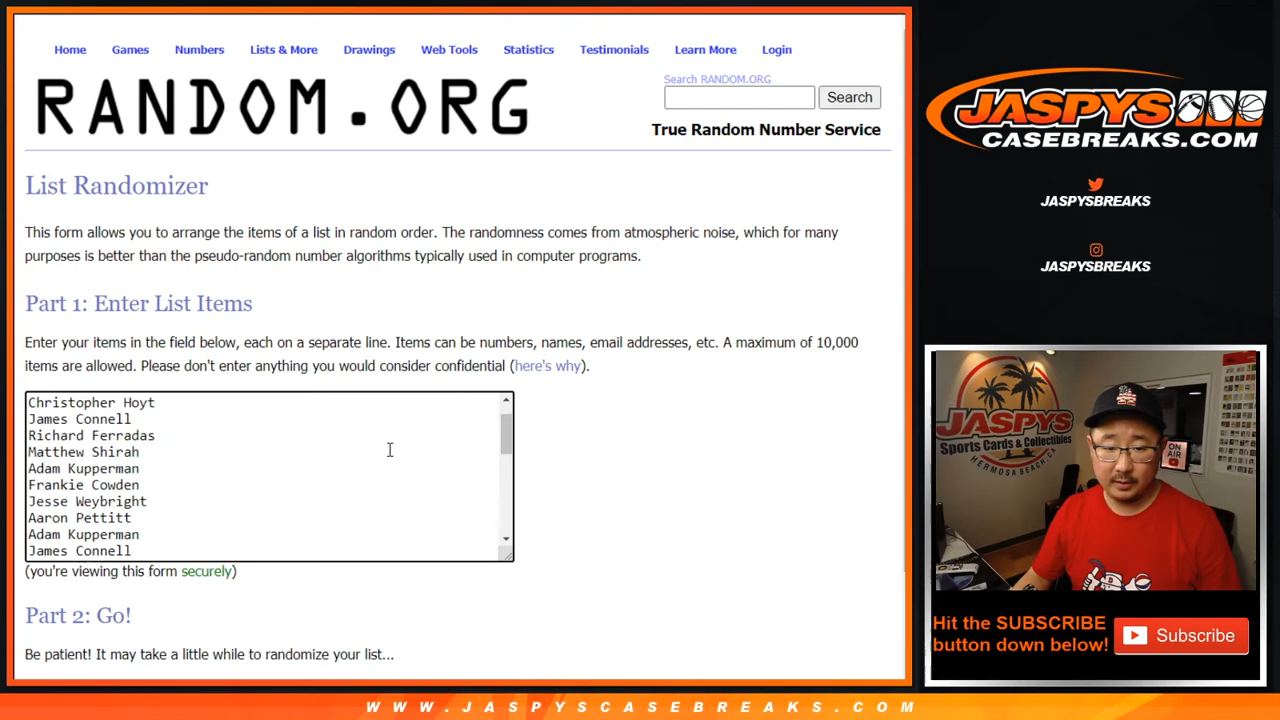 Home Games Numbers Lists & More Drawings Web Tools Statistics Testimonials Learn More Login
RANDOM.ORG
Search RANDOM.ORG
Search
True Random Number Service
List Randomizer
This form allows you to arrange the items of a list in random order. The randomness comes from atmospheric noise, which for many
purposes is better than the pseudo-random number algorithms typically used in computer programs.
Part 1: Enter List Items
Enter your items in the field below, each on a separate line. Items can be numbers, names, email addresses, etc. A maximum of 10,000
items are allowed. Please don't enter anything you would consider confidential (here's why).
Christopher Hoyt
James Connell
Richard Ferradas
Matthew Shirah
Adam Kupperman
Frankie Cowden
Jesse Weybright
Aaron Pettitt
Adam Kupperman
James Connell
(you're viewing this form securely)
Part 2: Go!
Be patient! It may take a little while to randomize your list...
JASPYS
CASEBREAKS.COM
JASPYSBREAKS
JASPYSBREAKS
JASPYS
Sports Cards & Collectibles
HERMOSA BEACH, CA
ON
AIR
Hit the SUBSCRIBE
button down below!
Subscribe
WWW.JASPYSCASEBREAKS.COM